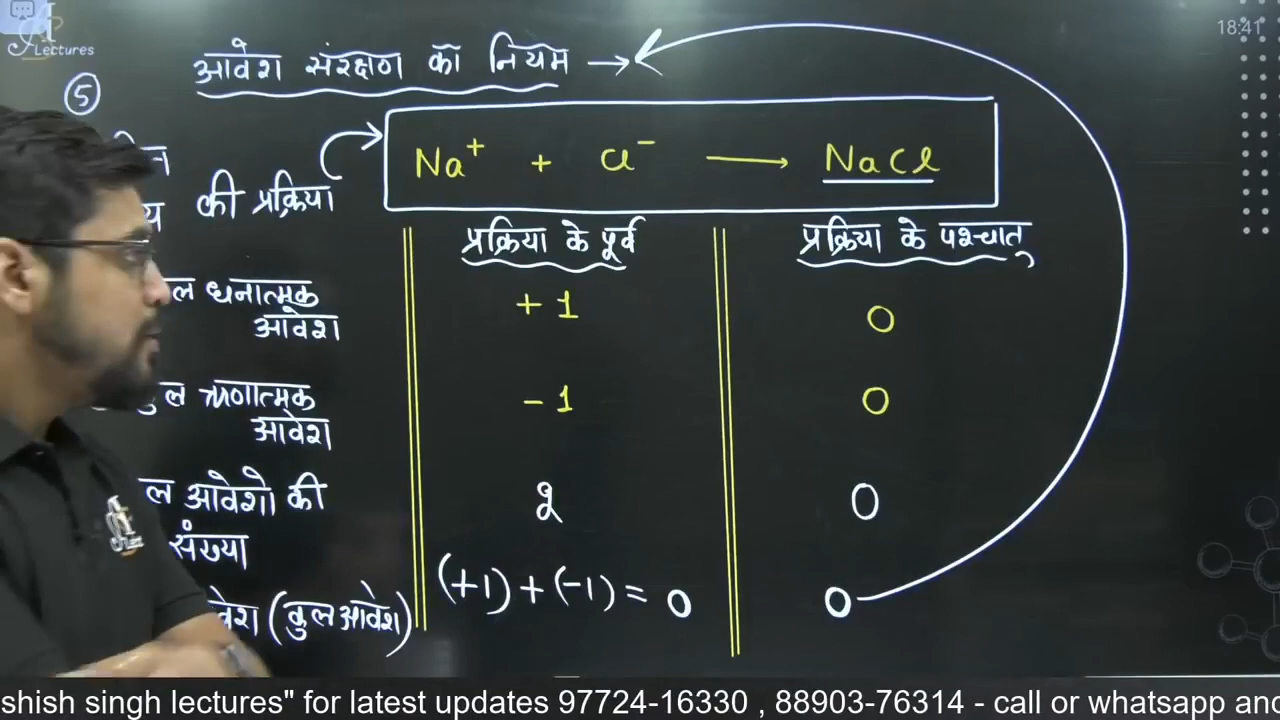 Lectures
18:41
आवेश संरक्षण का नियम →
5
की प्रक्रिया
Na⁺ + Cl⁻ → NaCl
प्रक्रिया के पूर्व
प्रक्रिया के पश्चात्
धनात्मक
आवेश
+1
0
ऋणात्मक
आवेश
-1
0
आवेशो की
संख्या
2
0
(कुल आवेश)
(+1) + (-1) = 0
0
singh lectures" for latest updates 97724-16330 , 88903-76314 - call or whatsapp